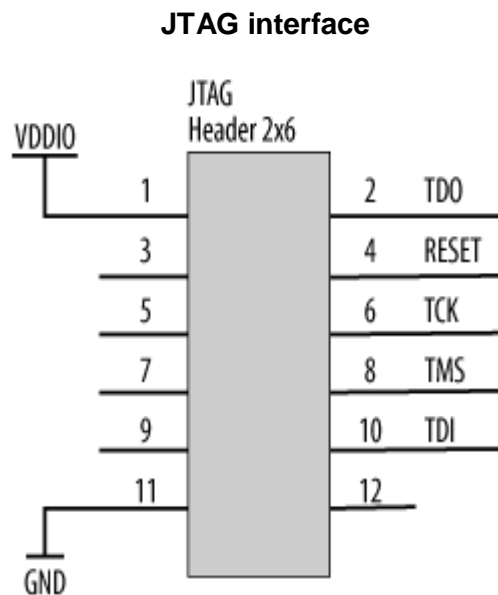 JTAG interface
JTAG
Header 2x6
VDDIO
1 2 TDO
3 4 RESET
5 6 TCK
7 8 TMS
9 10 TDI
11 12
GND